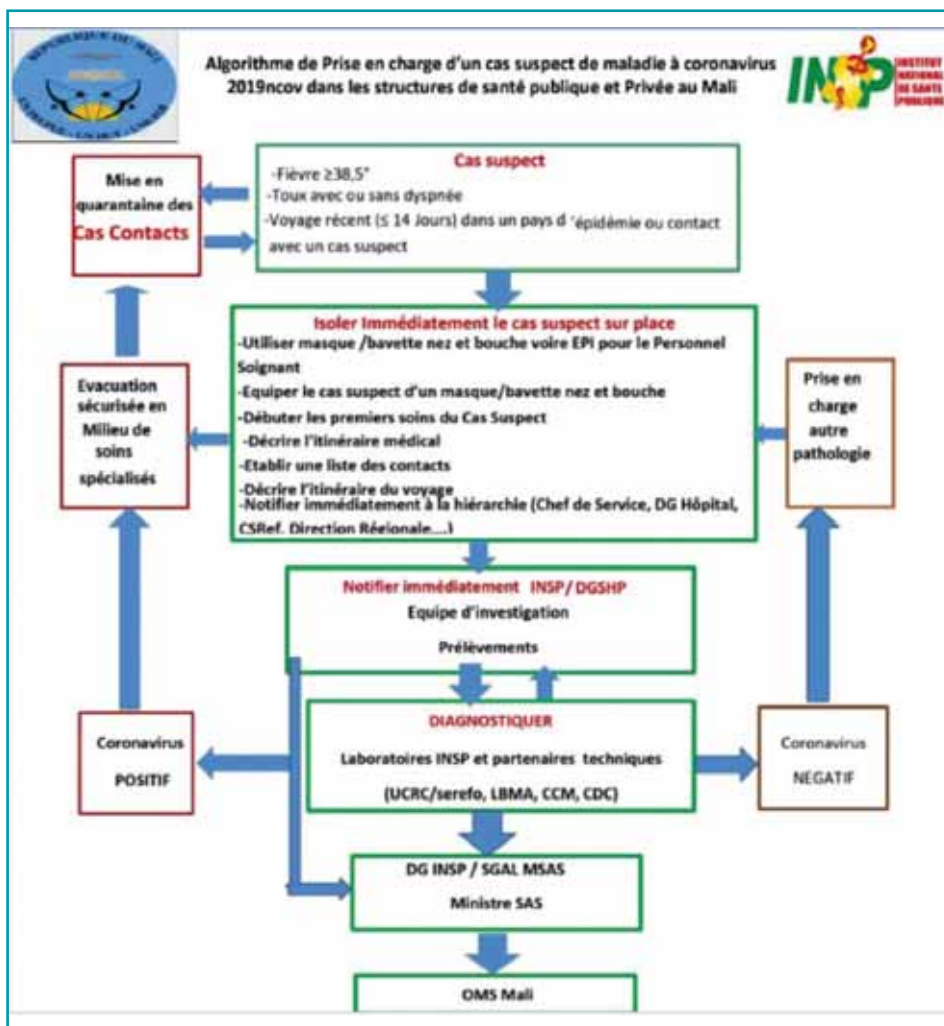 REPUBLIQUE DU MALI
Algorithme de Prise en charge d'un cas suspect de maladie à coronavirus
2019ncov dans les structures de santé publique et Privée au Mali
INSP
INSTITUT
NATIONAL
DE SANTE
PUBLIQUE
Mise en
quarantaine des
Cas Contacts
Cas suspect
-Fièvre ≥38,5°
-Toux avec ou sans dyspnée
-Voyage récent (≤ 14 Jours) dans un pays d 'épidémie ou contact
avec un cas suspect
Isoler Immédiatement le cas suspect sur place
-Utiliser masque /bavette nez et bouche voire EPI pour le Personnel
Soignant
-Equiper le cas suspect d'un masque/bavette nez et bouche
-Débuter les premiers soins du Cas Suspect
-Décrire l'itinéraire médical
-Etablir une liste des contacts
-Décrire l'itinéraire du voyage
-Notifier immédiatement à la hiérarchie (Chef de Service, DG Hôpital,
CSRef, Direction Régionale....)
Evacuation
sécurisée en
Milieu de
soins
spécialisés
Prise en
charge
autre
pathologie
Notifier immédiatement INSP/DGSHP
Equipe d'investigation
Prélèvements
DIAGNOSTIQUER
Laboratoires INSP et partenaires techniques
(UCRC/serefo, LBMA, CCM, CDC)
Coronavirus
POSITIF
Coronavirus
NEGATIF
DG INSP / SGAL MSAS
Ministre SAS
OMS Mali